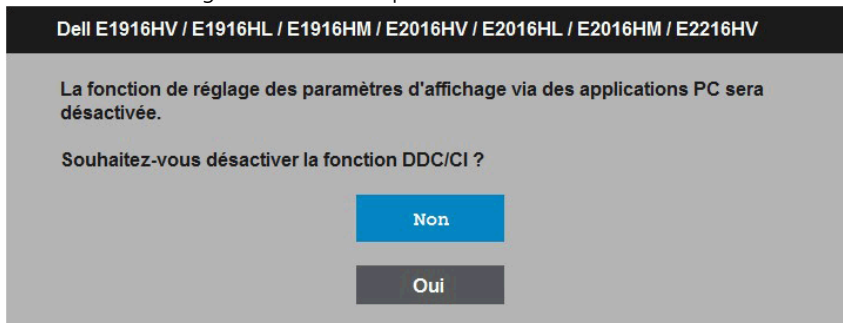 Dell E1916HV / E1916HL / E1916HM / E2016HV / E2016HL / E2016HM / E2216HV
La fonction de réglage des paramètres d'affichage via des applications PC sera
désactivée.
Souhaitez-vous désactiver la fonction DDC/CI ?
Non
Oui